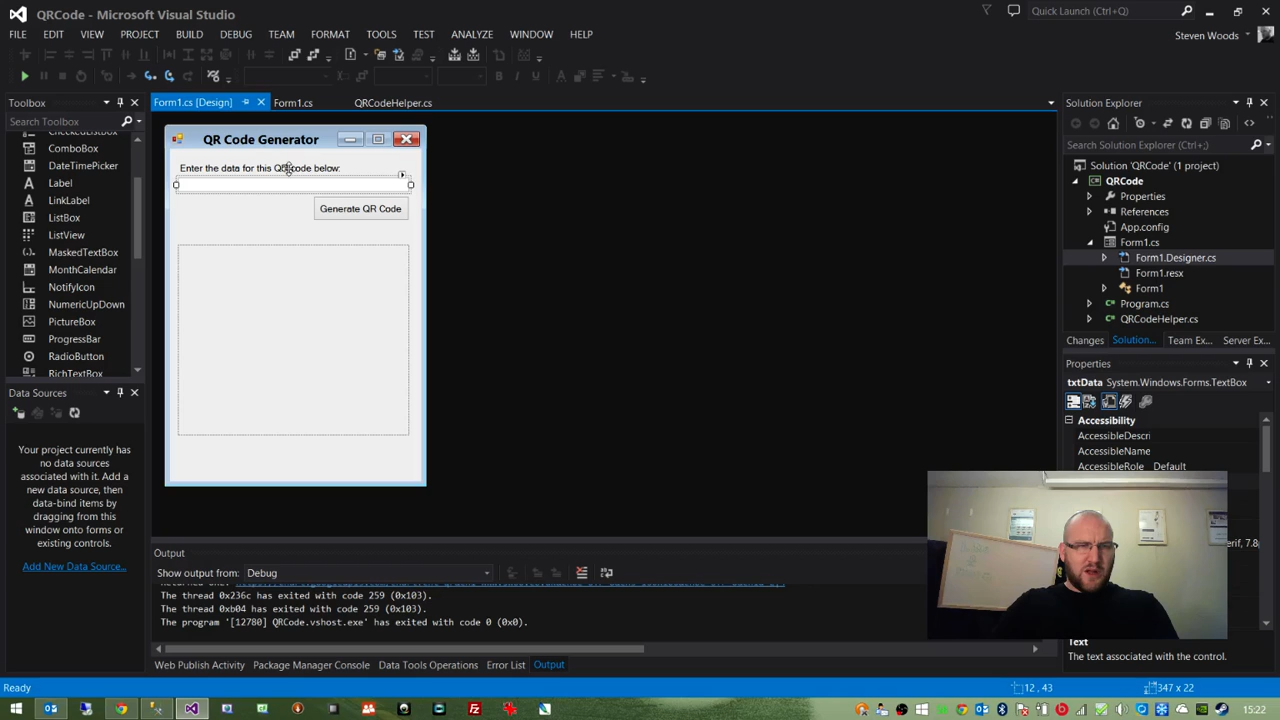 QRCode - Microsoft Visual Studio
Quick Launch (Ctrl+Q)
FILE EDIT VIEW PROJECT BUILD DEBUG TEAM FORMAT TOOLS TEST ANALYZE WINDOW HELP
Steven Woods
Toolbox
Form1.cs [Design]
Form1.cs
QRCodeHelper.cs
Solution Explorer
Search Toolbox
Search Solution Explorer (Ctrl+;)
CheckedListBox
ComboBox
DateTimePicker
Label
LinkLabel
ListBox
ListView
MaskedTextBox
MonthCalendar
NotifyIcon
NumericUpDown
PictureBox
ProgressBar
RadioButton
RichTextBox
QR Code Generator
Enter the data for this QR code below:
Generate QR Code
Solution 'QRCode' (1 project)
QRCode
Properties
References
App.config
Form1.cs
Form1.Designer.cs
Form1.resx
Form1
Program.cs
QRCodeHelper.cs
Changes Solution... Team Ex... Server Ex...
Properties
txtData System.Windows.Forms.TextBox
Accessibility
AccessibleDescri
AccessibleName
AccessibleRole Default
erif, 7.8p
Text
The text associated with the control.
Data Sources
Your project currently has
no data sources
associated with it. Add a
new data source, then
data-bind items by
dragging from this
window onto forms or
existing controls.
Add New Data Source...
Output
Show output from: Debug
The thread 0x236c has exited with code 259 (0x103).
The thread 0xb04 has exited with code 259 (0x103).
The program '[12780] QRCode.vshost.exe' has exited with code 0 (0x0).
Web Publish Activity Package Manager Console Data Tools Operations Error List Output
Ready
12 , 43
347 x 22
15:22